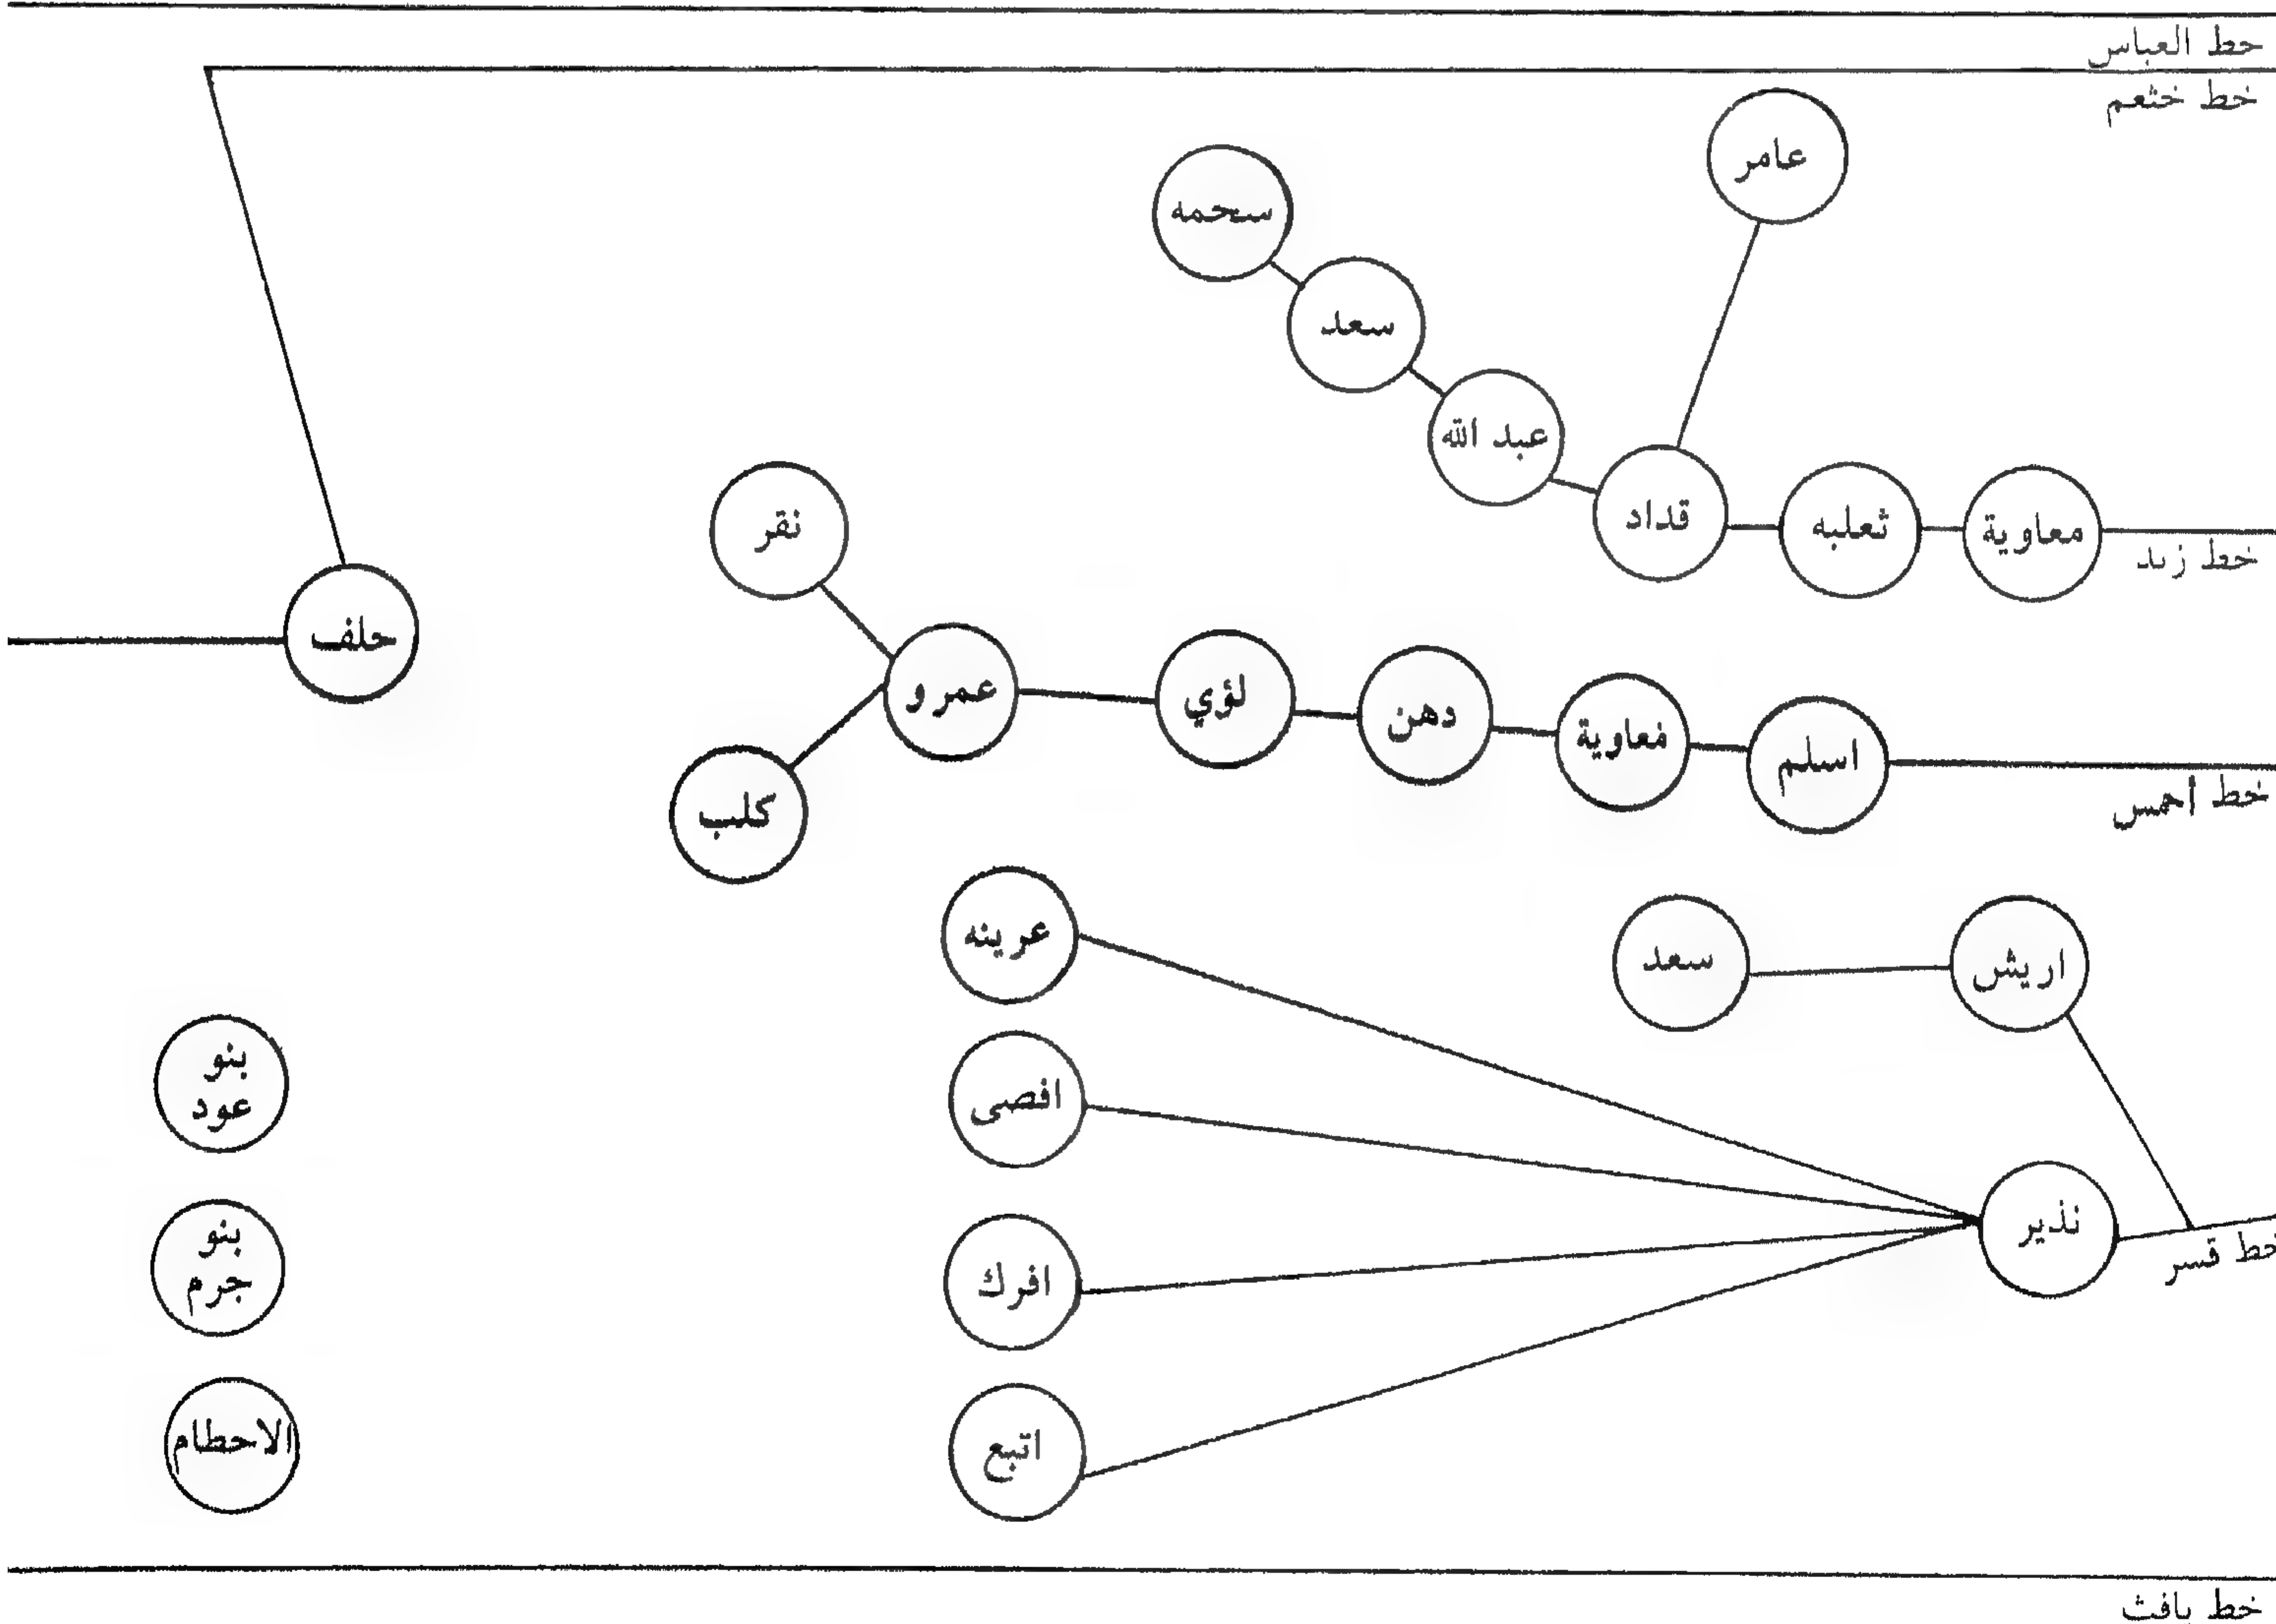 خط العباس
خط خثعم
عامر
سحمه
سعد
عبد الله
قداد
ثعلبه
معاوية
خط زيد
نقر
حلف
عمرو
لؤي
دهن
معاوية
اسلم
خط أحمس
كلب
عرينه
سعد
اريش
افصى
بنو
عود
نذير
خط قسر
بنو
جرم
افرك
الاحطام
اتبع
خط يافث